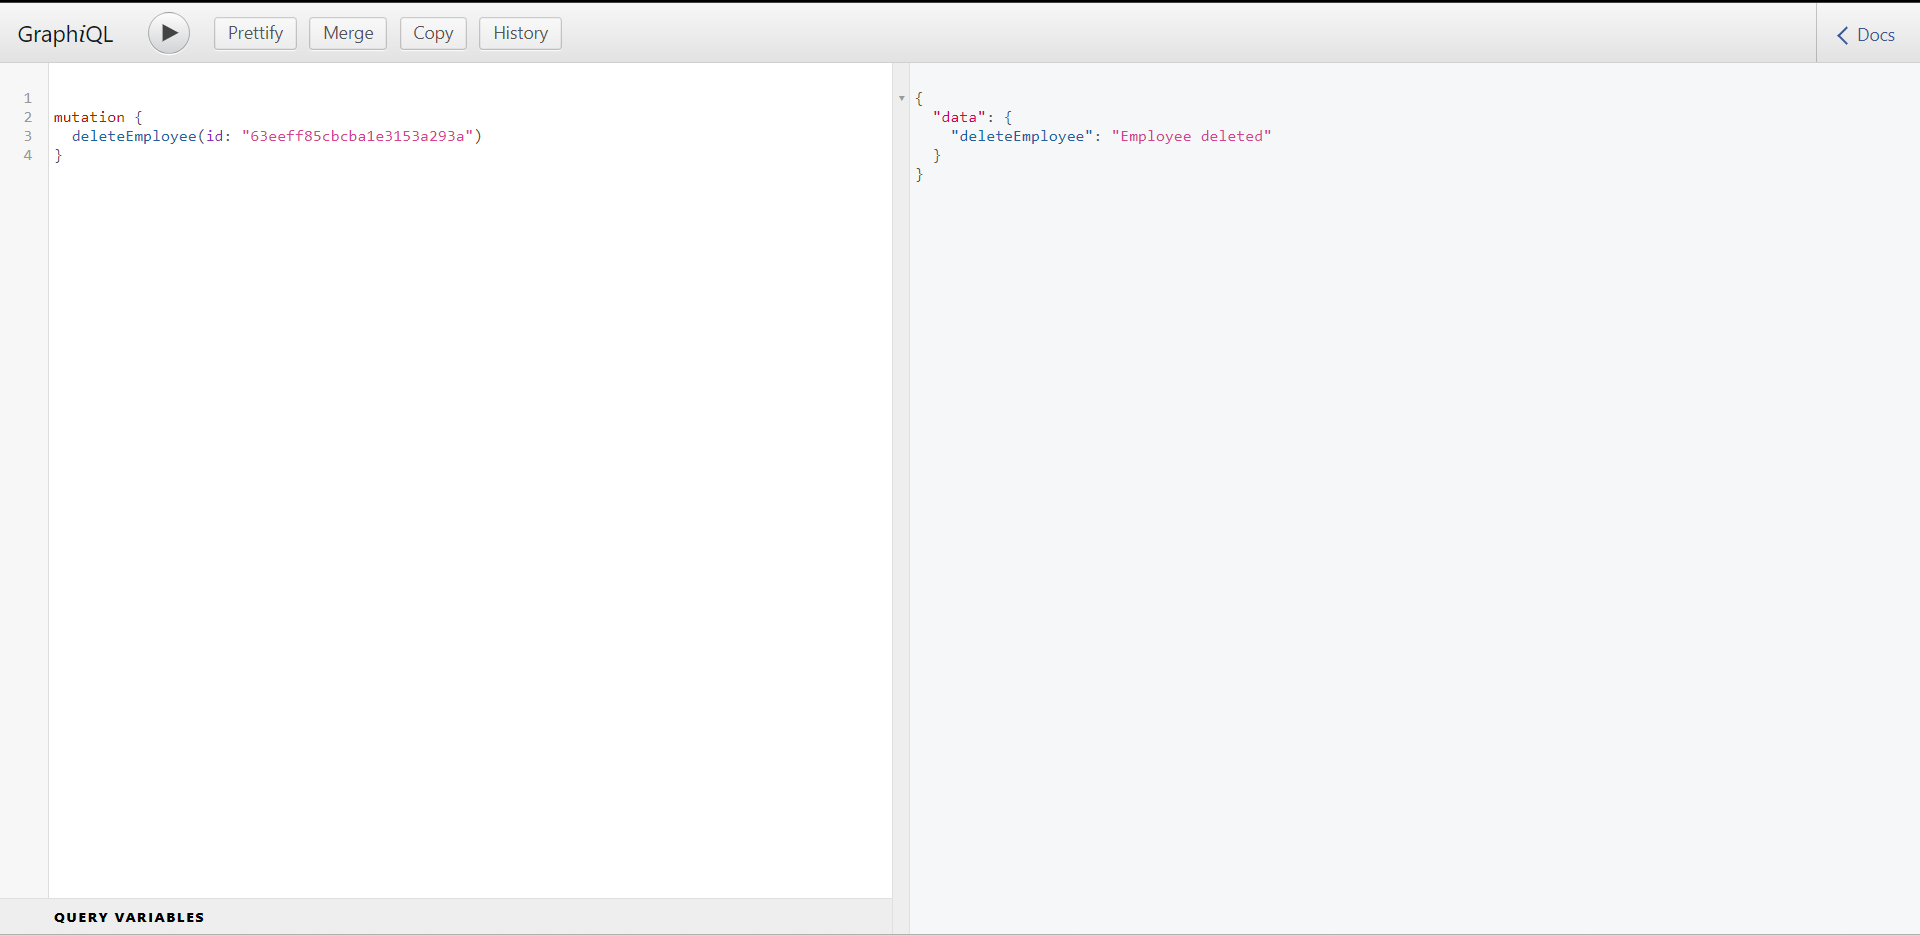 GraphiQL Prettify Merge Copy History Docs
1
2 mutation {
3 deleteEmployee(id: "63eeff85cbcba1e3153a293a")
4 }
{
"data": {
"deleteEmployee": "Employee deleted"
}
}
QUERY VARIABLES